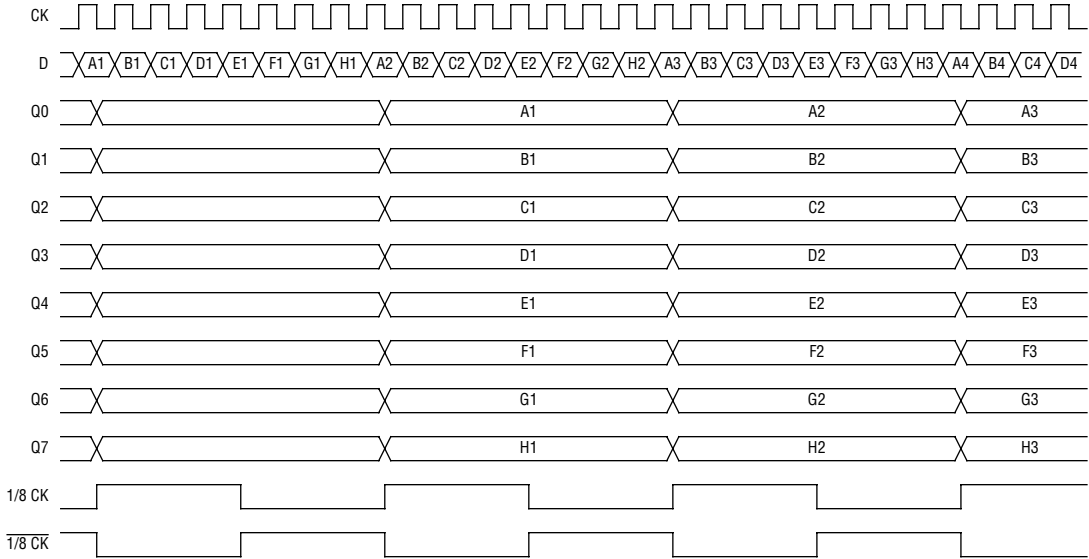 CK
D A1 B1 C1 D1 E1 F1 G1 H1 A2 B2 C2 D2 E2 F2 G2 H2 A3 B3 C3 D3 E3 F3 G3 H3 A4 B4 C4 D4
Q0 A1 A2 A3
Q1 B1 B2 B3
Q2 C1 C2 C3
Q3 D1 D2 D3
Q4 E1 E2 E3
Q5 F1 F2 F3
Q6 G1 G2 G3
Q7 H1 H2 H3
1/8 CK
1/8 CK